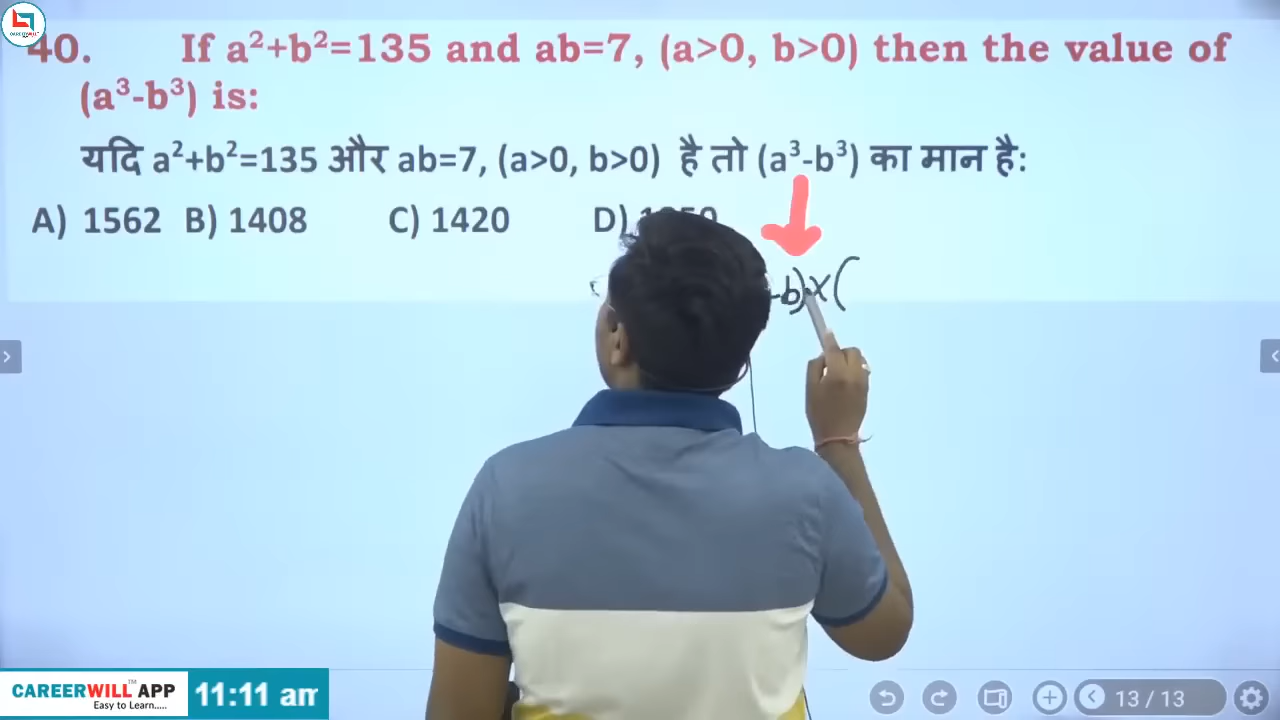 40. If a²+b²=135 and ab=7, (a>0, b>0) then the value of
(a³-b³) is:
यदि a²+b²=135 और ab=7, (a>0, b>0) है तो (a³-b³) का मान है:
A) 1562 B) 1408 C) 1420 D)
-b)×(
CAREERWILL™ APP
Easy to Learn.....
11:11 am
13 / 13